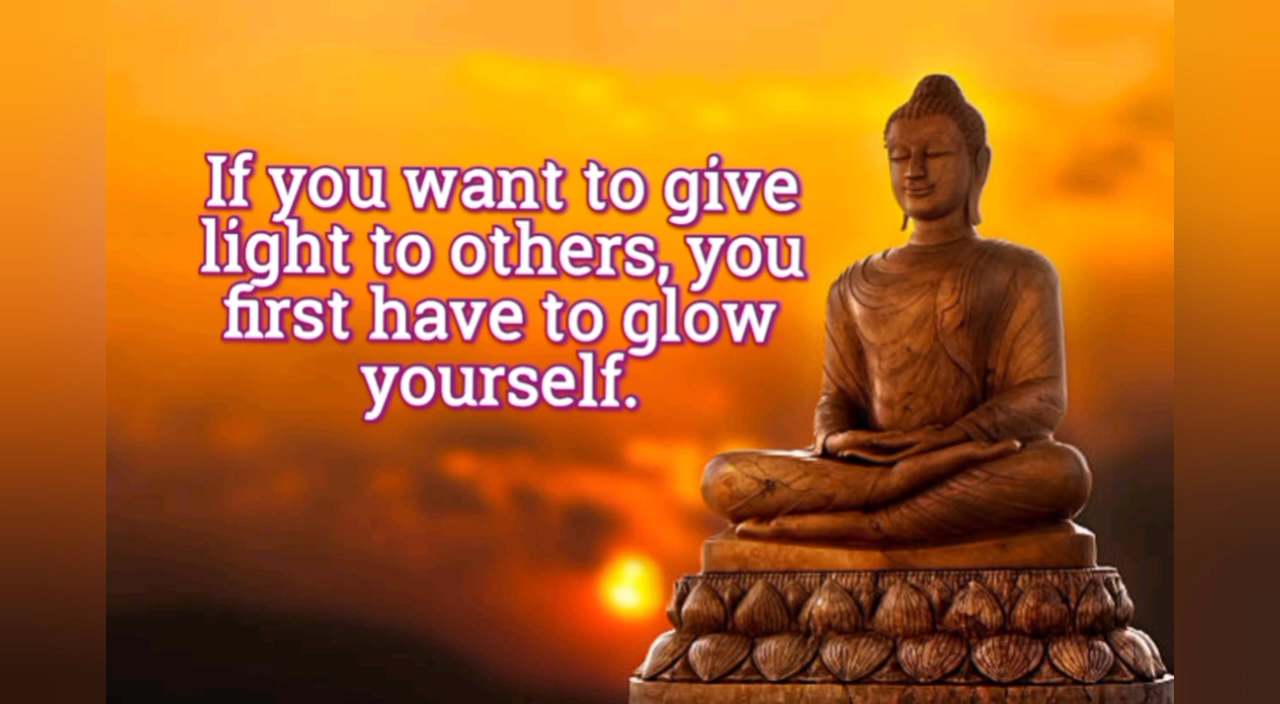 If you want to give
light to others, you
first have to glow
yourself.